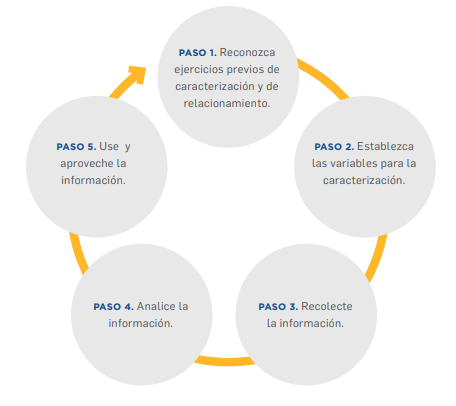 PASO 1. Reconozca
ejercicios previos de
caracterización y de
relacionamiento.
PASO 2. Establezca
las variables para la
caracterización.
PASO 3. Recolecte
la información.
PASO 4. Analice la
información.
PASO 5. Use y
aproveche la
información.